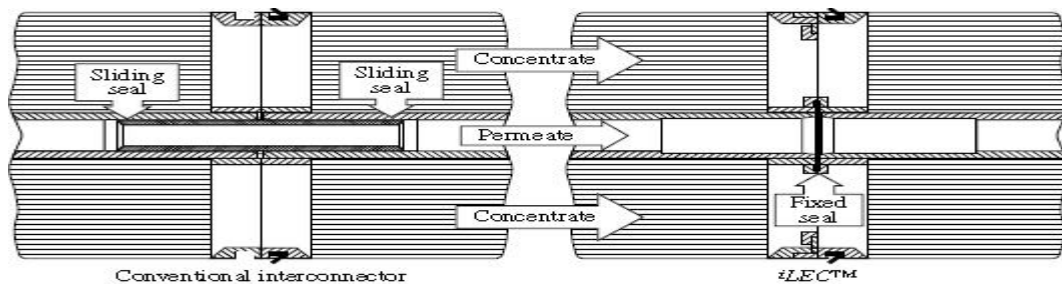 Sliding
seal
Sliding
seal
Concentrate
Permeate
Concentrate
Fixed
seal
Conventional interconnector
iLEC™